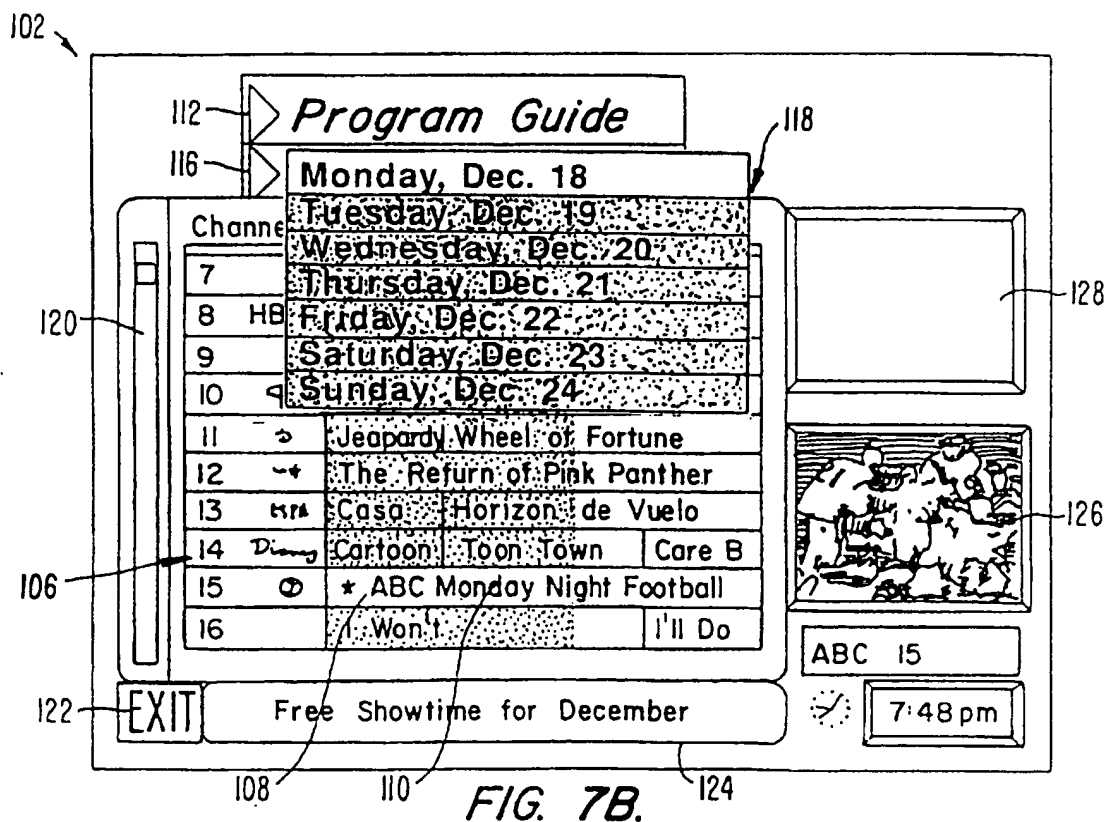 102
112
Program Guide
118
116
Monday, Dec. 18
Tuesday, Dec. 19
Wednesday, Dec. 20
Thursday, Dec. 21
Friday, Dec. 22
Saturday, Dec. 23
Sunday, Dec. 24
Channe
7
8 HB
9
10
120
128
11 Jeapardy Wheel of Fortune
12 The Return of Pink Panther
13 Casa Horizon de Vuelo
14 Cartoon Toon Town Care B
15 * ABC Monday Night Football
16 I Won't I'll Do
106
126
ABC 15
122
EXIT
Free Showtime for December
7:48 pm
108
110
124
FIG. 7B.